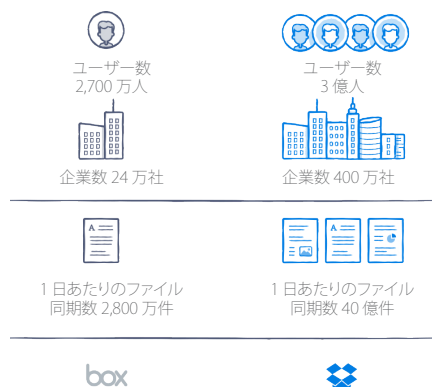 ユーザー数
2,700 万人
ユーザー数
3 億人
企業数 24 万社
企業数 400 万社
A
A
1 日あたりのファイル
同期数 2,800 万件
1 日あたりのファイル
同期数 40 億件
box